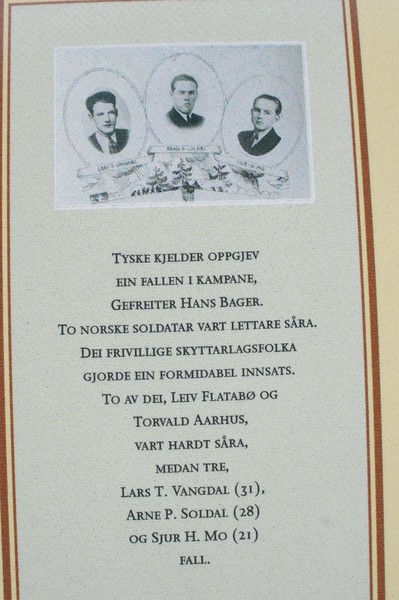 TYSKE KJELDER OPPGJEV
EIN FALLEN I KAMPANE,
GEFREITER HANS BAGER.
TO NORSKE SOLDATAR VART LETTARE SÅRA.
DEI FRIVILLIGE SKYTTARLAGSFOLKA
GJORDE EIN FORMIDABEL INNSATS.
TO AV DEI, LEIV FLATABØ OG
TORVALD AARHUS,
VART HARDT SÅRA,
MEDAN TRE,
LARS T. VANGDAL (31),
ARNE P. SOLDAL (28)
OG SJUR H. MO (21)
FALL.